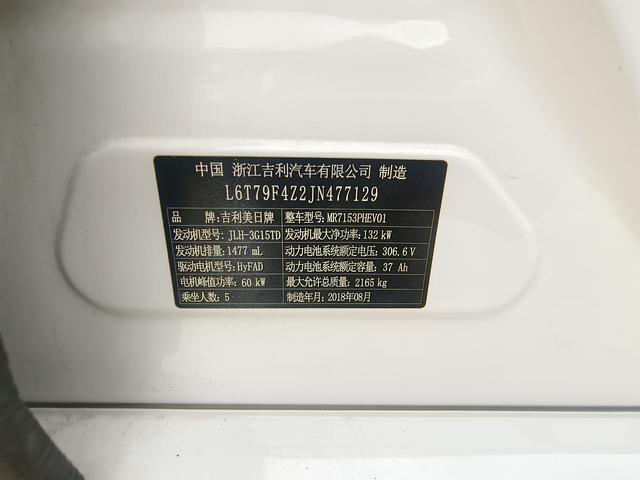 中国 浙江吉利汽车有限公司 制造
L6T79F4Z2JN477129
品 牌:吉利美日牌 整车型号:MR7153PHEV01
发动机型号:JLH-3G15TD 发动机最大净功率:132 kW
发动机排量:1477 mL 动力电池系统额定电压:306.6 V
驱动电机型号:HyFAD 动力电池系统额定容量:37 Ah
电机峰值功率:60 kW 最大允许总质量:2165 kg
乘坐人数:5 制造年月:2018年08月